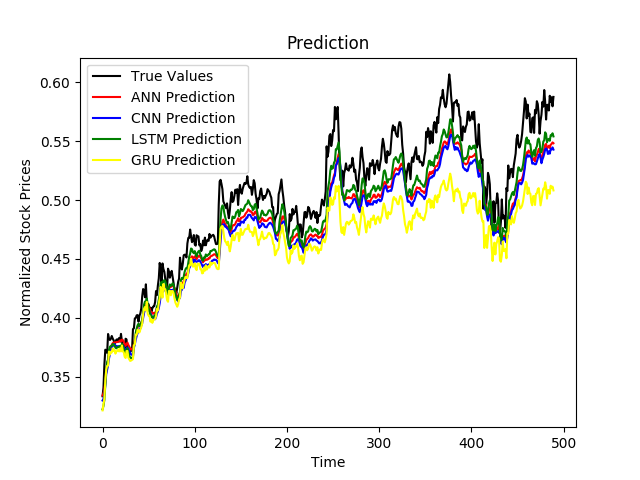 Prediction
True Values
ANN Prediction
CNN Prediction
LSTM Prediction
GRU Prediction
Normalized Stock Prices
0.60
0.55
0.50
0.45
0.40
0.35
0 100 200 300 400 500
Time